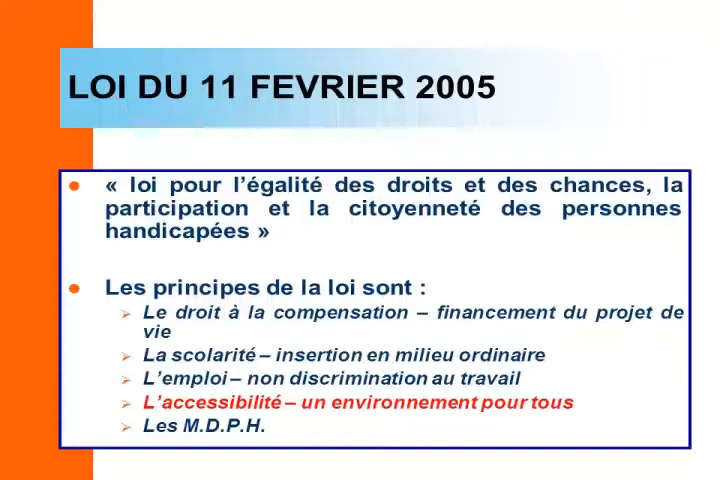 LOI DU 11 FEVRIER 2005
« loi pour l’égalité des droits et des chances, la
participation et la citoyenneté des personnes
handicapées »
Les principes de la loi sont :
Le droit à la compensation – financement du projet de
vie
La scolarité – insertion en milieu ordinaire
L’emploi – non discrimination au travail
L’accessibilité – un environnement pour tous
Les M.D.P.H.